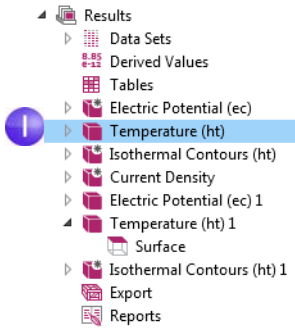 Results
Data Sets
8.85
e-12 Derived Values
Tables
Electric Potential (ec)
1 Temperature (ht)
Isothermal Contours (ht)
Current Density
Electric Potential (ec) 1
Temperature (ht) 1
Surface
Isothermal Contours (ht) 1
Export
Reports